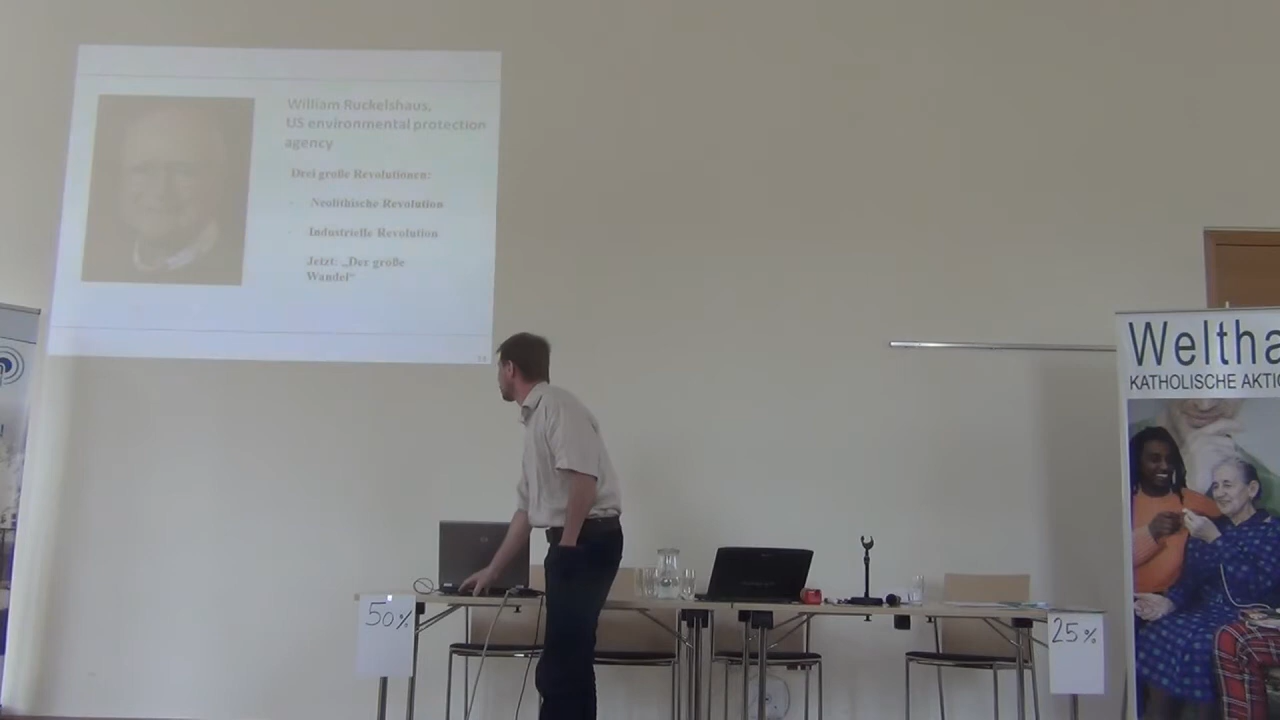 William Ruckelshaus,
US environmental protection
agency
Drei große Revolutionen:
Neolithische Revolution
Industrielle Revolution
Jetzt: „Der große
Wandel“
Weltha
KATHOLISCHE AKTIO
50%
25%